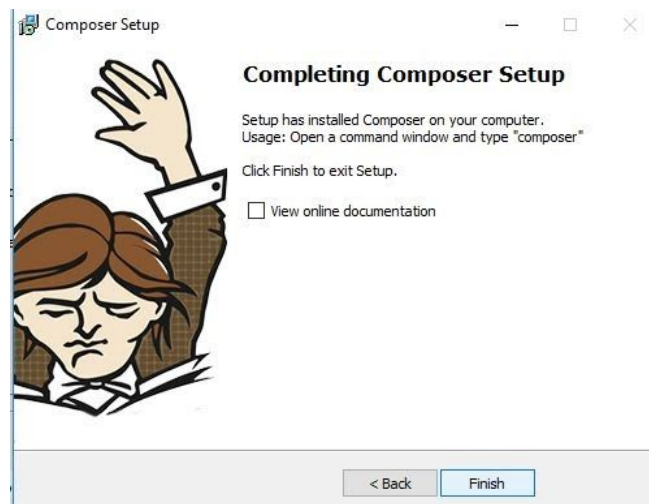 Composer Setup
Completing Composer Setup
Setup has installed Composer on your computer.
Usage: Open a command window and type "composer"
Click Finish to exit Setup.
View online documentation
< Back
Finish